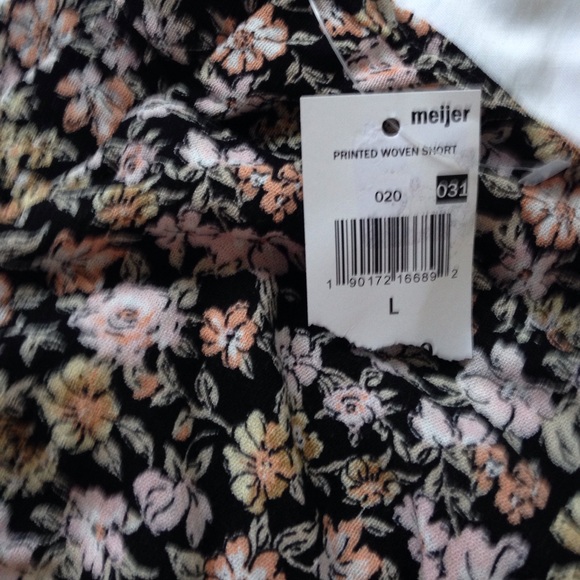 meijer
PRINTED WOVEN SHORT
020 031
1 90172 16689 2
L